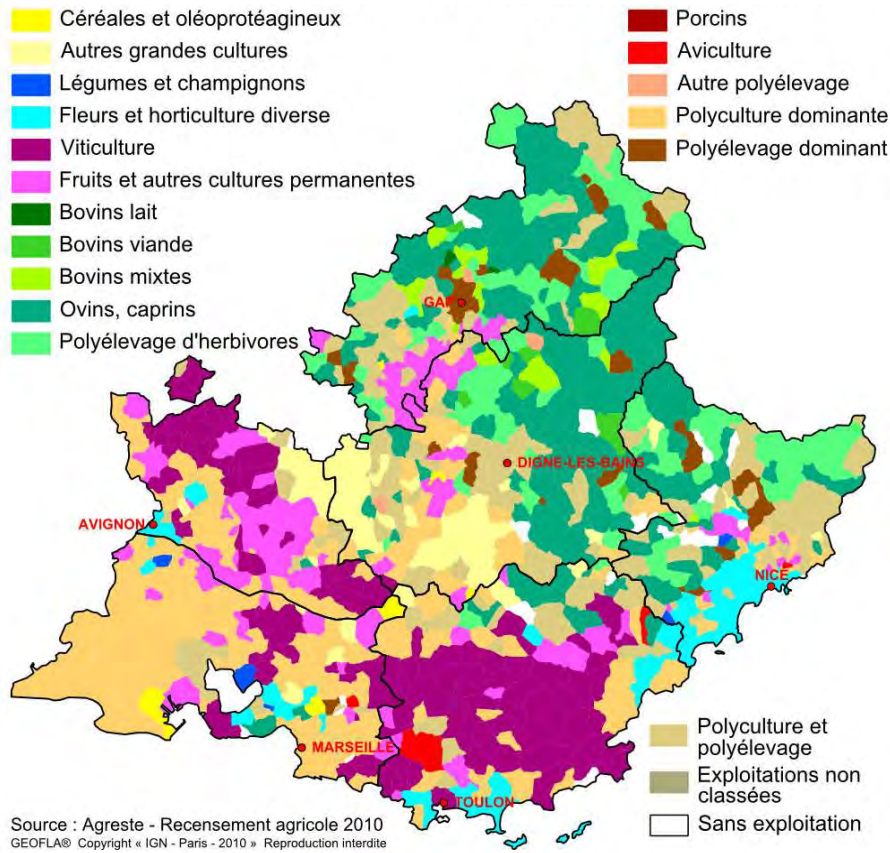 Céréales et oléoprotéagineux
Autres grandes cultures
Légumes et champignons
Fleurs et horticulture diverse
Viticulture
Fruits et autres cultures permanentes
Bovins lait
Bovins viande
Bovins mixtes
Ovins, caprins
Polyélevage d'herbivores
Porcins
Aviculture
Autre polyélevage
Polyculture dominante
Polyélevage dominant
GAP
DIGNE-LES-BAINS
AVIGNON
NICE
MARSEILLE
TOULON
Polyculture et
polyélevage
Exploitations non
classées
Sans exploitation
Source : Agreste - Recensement agricole 2010
GEOFLA® Copyright « IGN - Paris - 2010 » Reproduction interdite